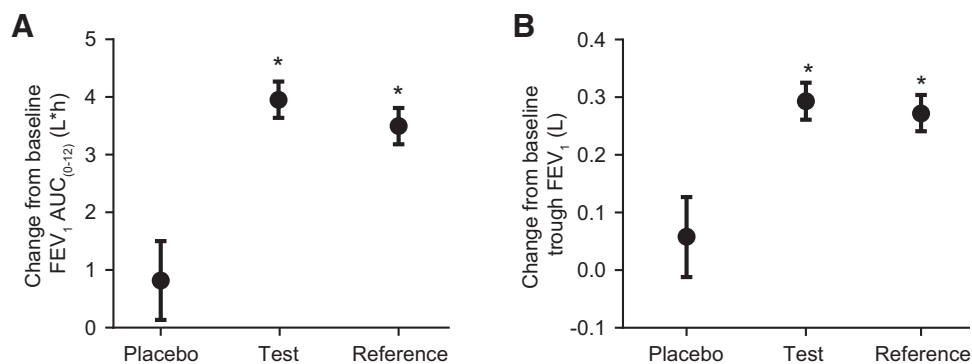 A
Change from baseline
FEV₁ AUC₍₀₋₁₂₎ (L*h)
5
4
3
2
1
0
*
*
Placebo
Test
Reference
B
Change from baseline
trough FEV₁ (L)
0.4
0.3
0.2
0.1
0.0
-0.1
*
*
Placebo
Test
Reference